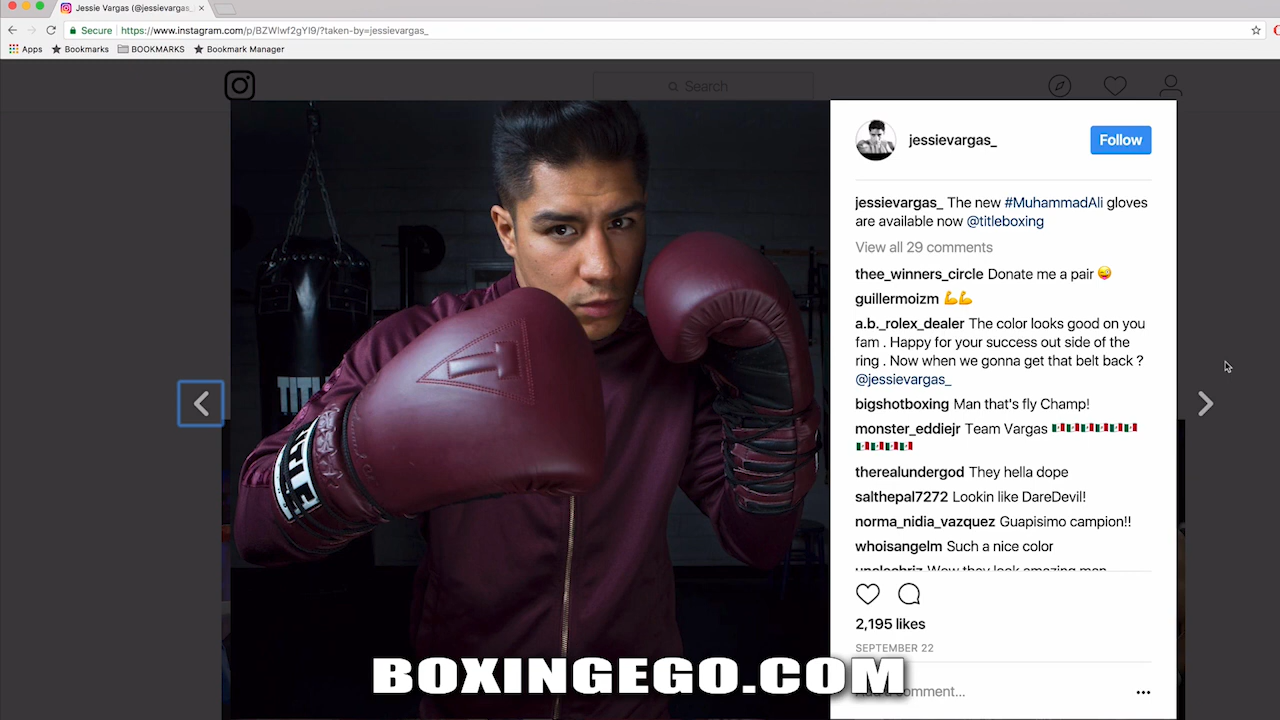 Jessie Vargas (@jessievargas_
Secure https://www.instagram.com/p/BZWlwf2gYI9/?taken-by=jessievargas_
Apps Bookmarks BOOKMARKS Bookmark Manager
Search
jessievargas_ Follow
jessievargas_ The new #MuhammadAli gloves
are available now @titleboxing
View all 29 comments
thee_winners_circle Donate me a pair 😜
guillermoizm 💪💪
a.b._rolex_dealer The color looks good on you
fam . Happy for your success out side of the
ring . Now when we gonna get that belt back ?
@jessievargas_
bigshotboxing Man that's fly Champ!
monster_eddiejr Team Vargas 🇲🇽🇲🇽🇲🇽🇲🇽🇲🇽🇲🇽
🇲🇽🇲🇽🇲🇽🇲🇽
therealundergod They hella dope
salthepal7272 Lookin like DareDevil!
norma_nidia_vazquez Guapisimo campion!!
whoisangelm Such a nice color
2,195 likes
SEPTEMBER 22
comment...
TITLE
TITLE
BOXINGEGO.COM